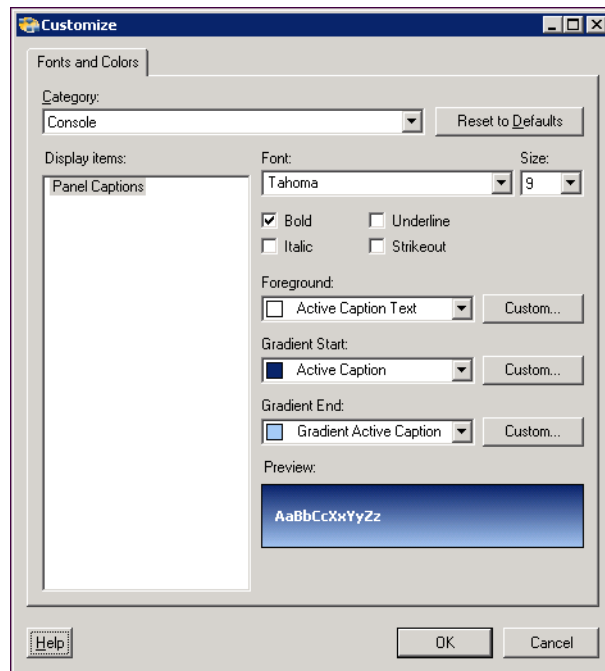 Customize
Fonts and Colors
Category:
Console
Reset to Defaults
Display items:
Panel Captions
Font:
Size:
Tahoma
9
Bold
Underline
Italic
Strikeout
Foreground:
Active Caption Text
Custom...
Gradient Start:
Active Caption
Custom...
Gradient End:
Gradient Active Caption
Custom...
Preview:
AaBbCcXxYyZz
Help
OK
Cancel